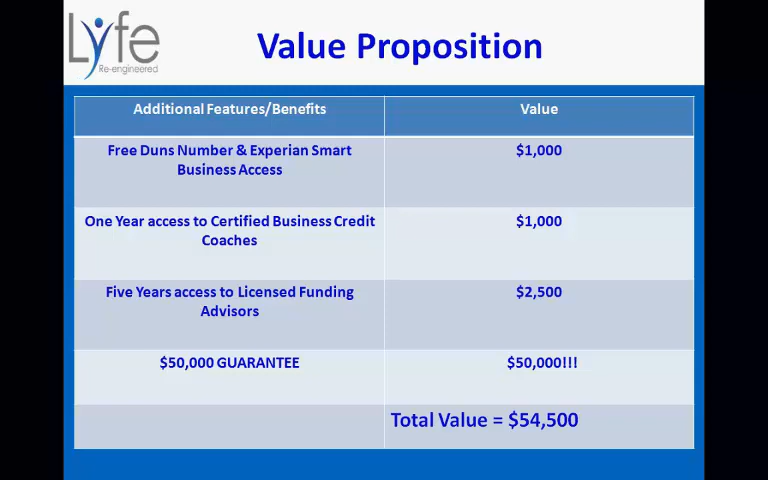 Lyfe
Re-engineered
Value Proposition
Additional Features/Benefits
Value
Free Duns Number & Experian Smart
Business Access
$1,000
One Year access to Certified Business Credit
Coaches
$1,000
Five Years access to Licensed Funding
Advisors
$2,500
$50,000 GUARANTEE
$50,000!!!
Total Value = $54,500